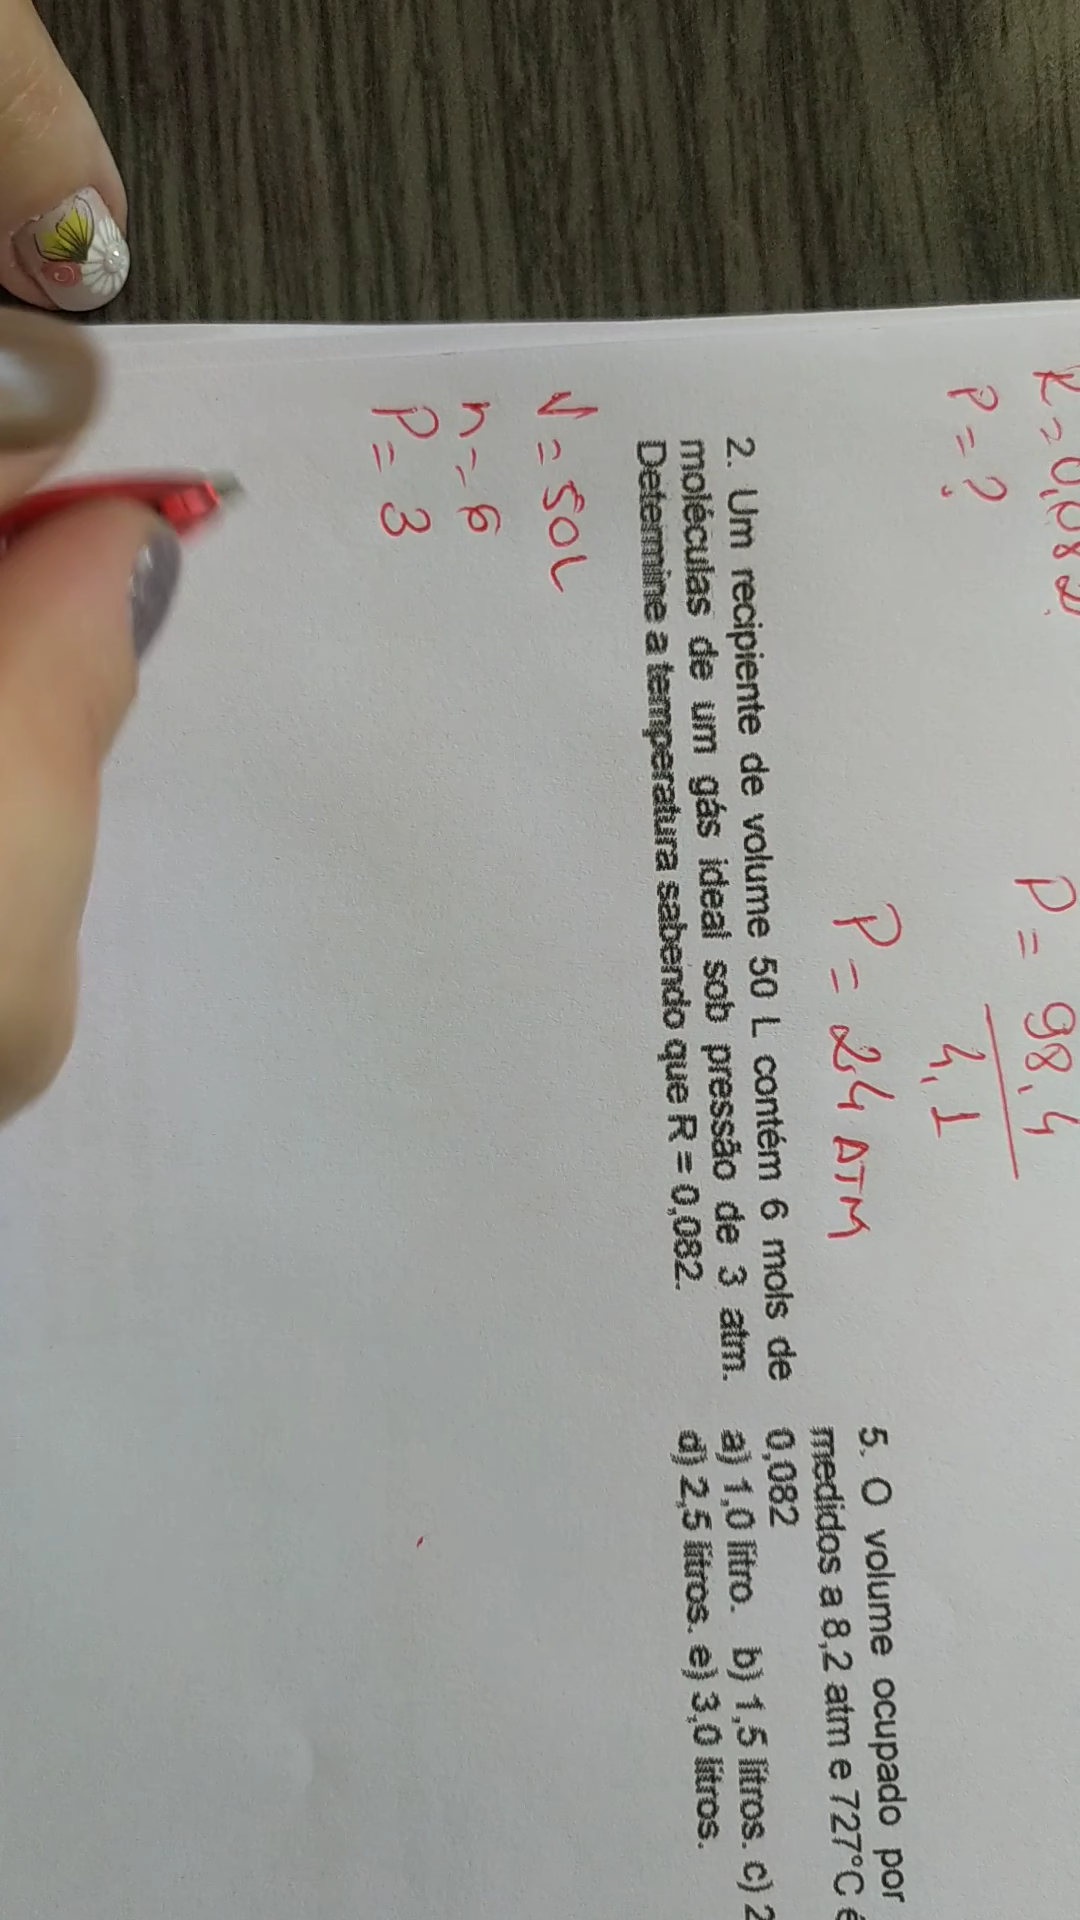 R=0,082
P=?
P= 98,4
4,1
P=24ATM
2. Um recipiente de volume 50 L contém 6 mols de
moléculas de um gás ideal sob pressão de 3 atm.
Determine a temperatura sabendo que R = 0,082.
V=50L
n=6
P=3
5. O volume ocupado por
medidos a 8,2 atm e 727°C é
0,082
a) 1,0 litro. b) 1,5 litros. c) 2
d) 2,5 litros. e) 3,0 litros.